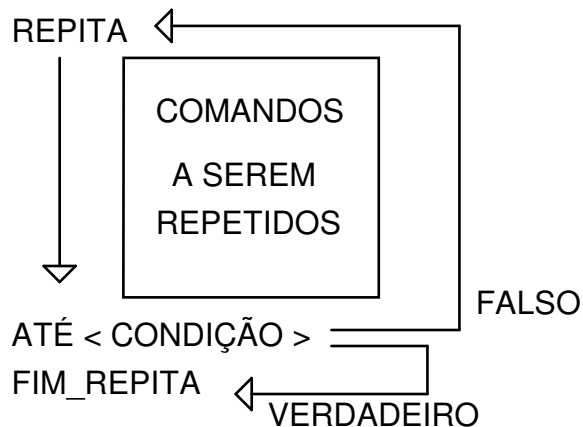 REPITA
COMANDOS
A SEREM
REPETIDOS
FALSO
ATÉ < CONDIÇÃO >
FIM_REPITA
VERDADEIRO